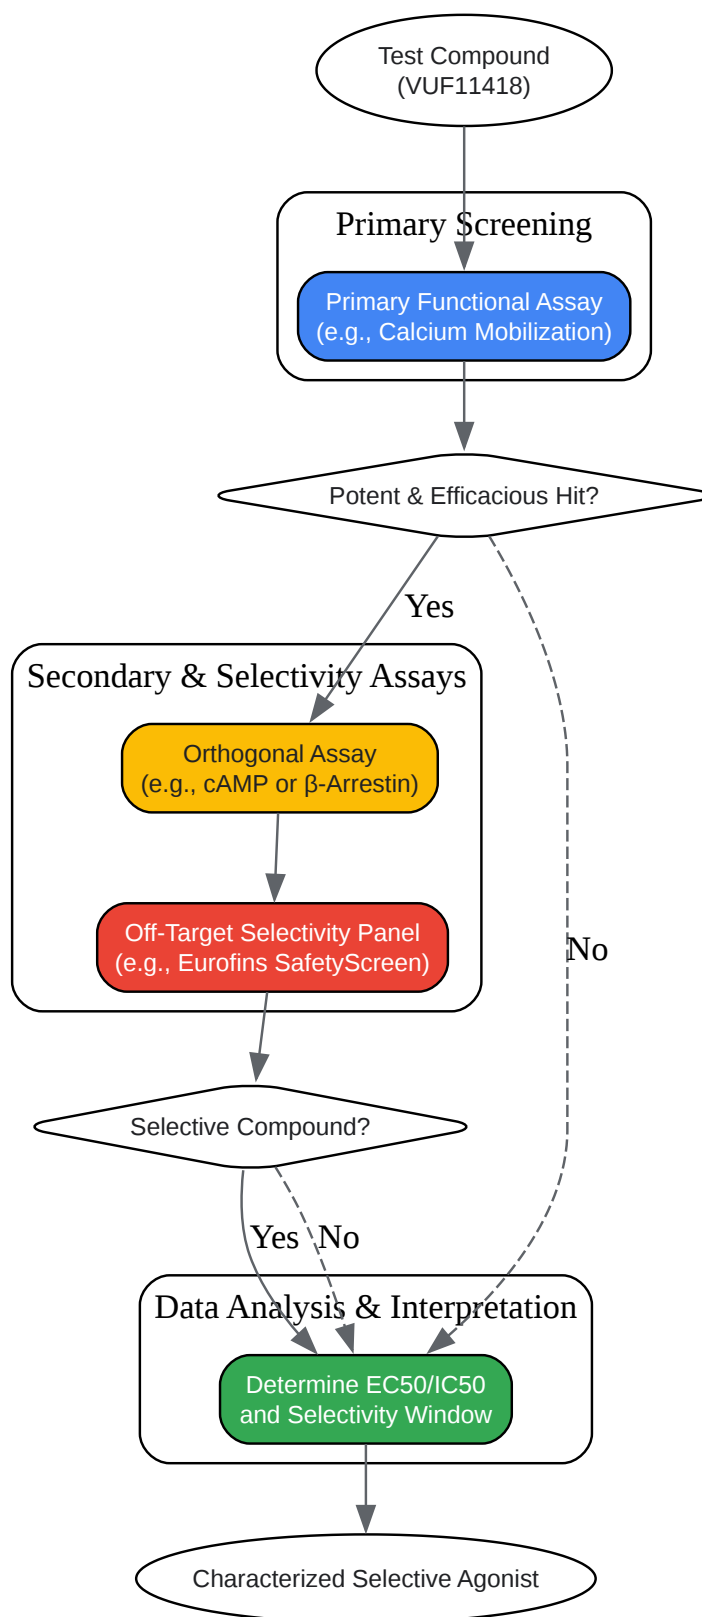 Test Compound
(VUF11418)
Primary Screening
Primary Functional Assay
(e.g., Calcium Mobilization)
Potent & Efficacious Hit?
Yes
Secondary & Selectivity Assays
Orthogonal Assay
(e.g., cAMP or β-Arrestin)
Off-Target Selectivity Panel
(e.g., Eurofins SafetyScreen)
No
Selective Compound?
Yes
No
Data Analysis & Interpretation
Determine EC50/IC50
and Selectivity Window
Characterized Selective Agonist